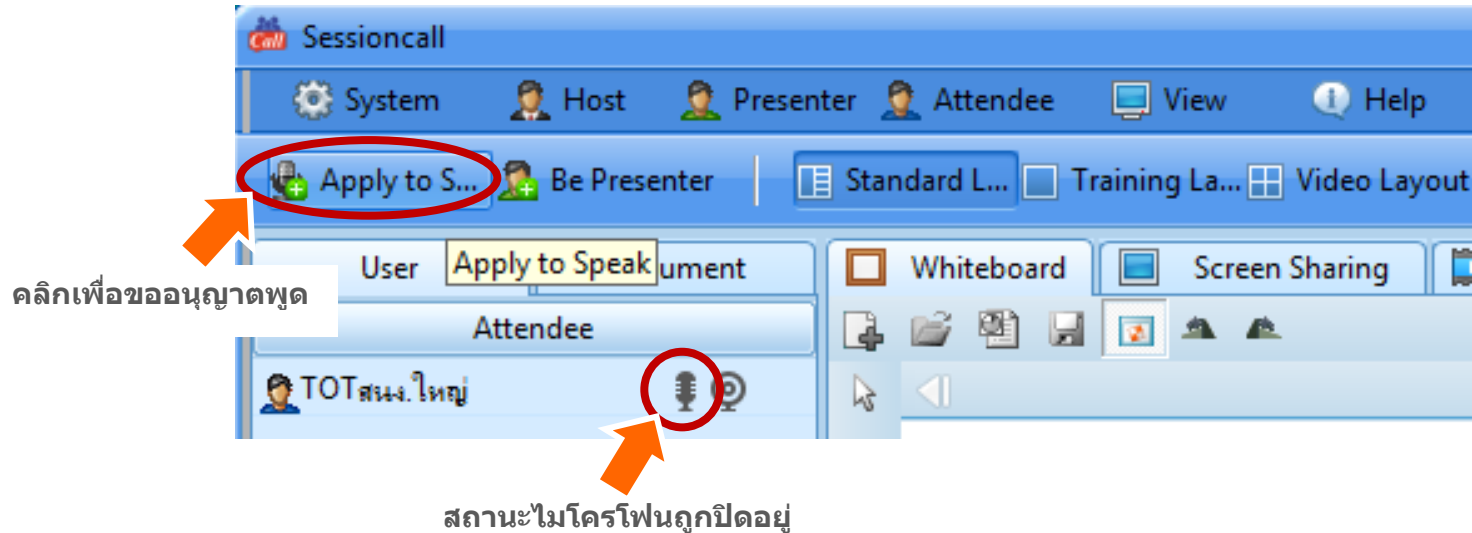 Call Sessioncall
System Host Presenter Attendee View Help
Apply to S... Be Presenter Standard L... Training La... Video Layout
User Apply to Speak ument Whiteboard Screen Sharing
คลิกเพื่อขออนุญาตพูด
Attendee
TOTสนง.ใหญ่
สถานะไมโครโฟนถูกปิดอยู่